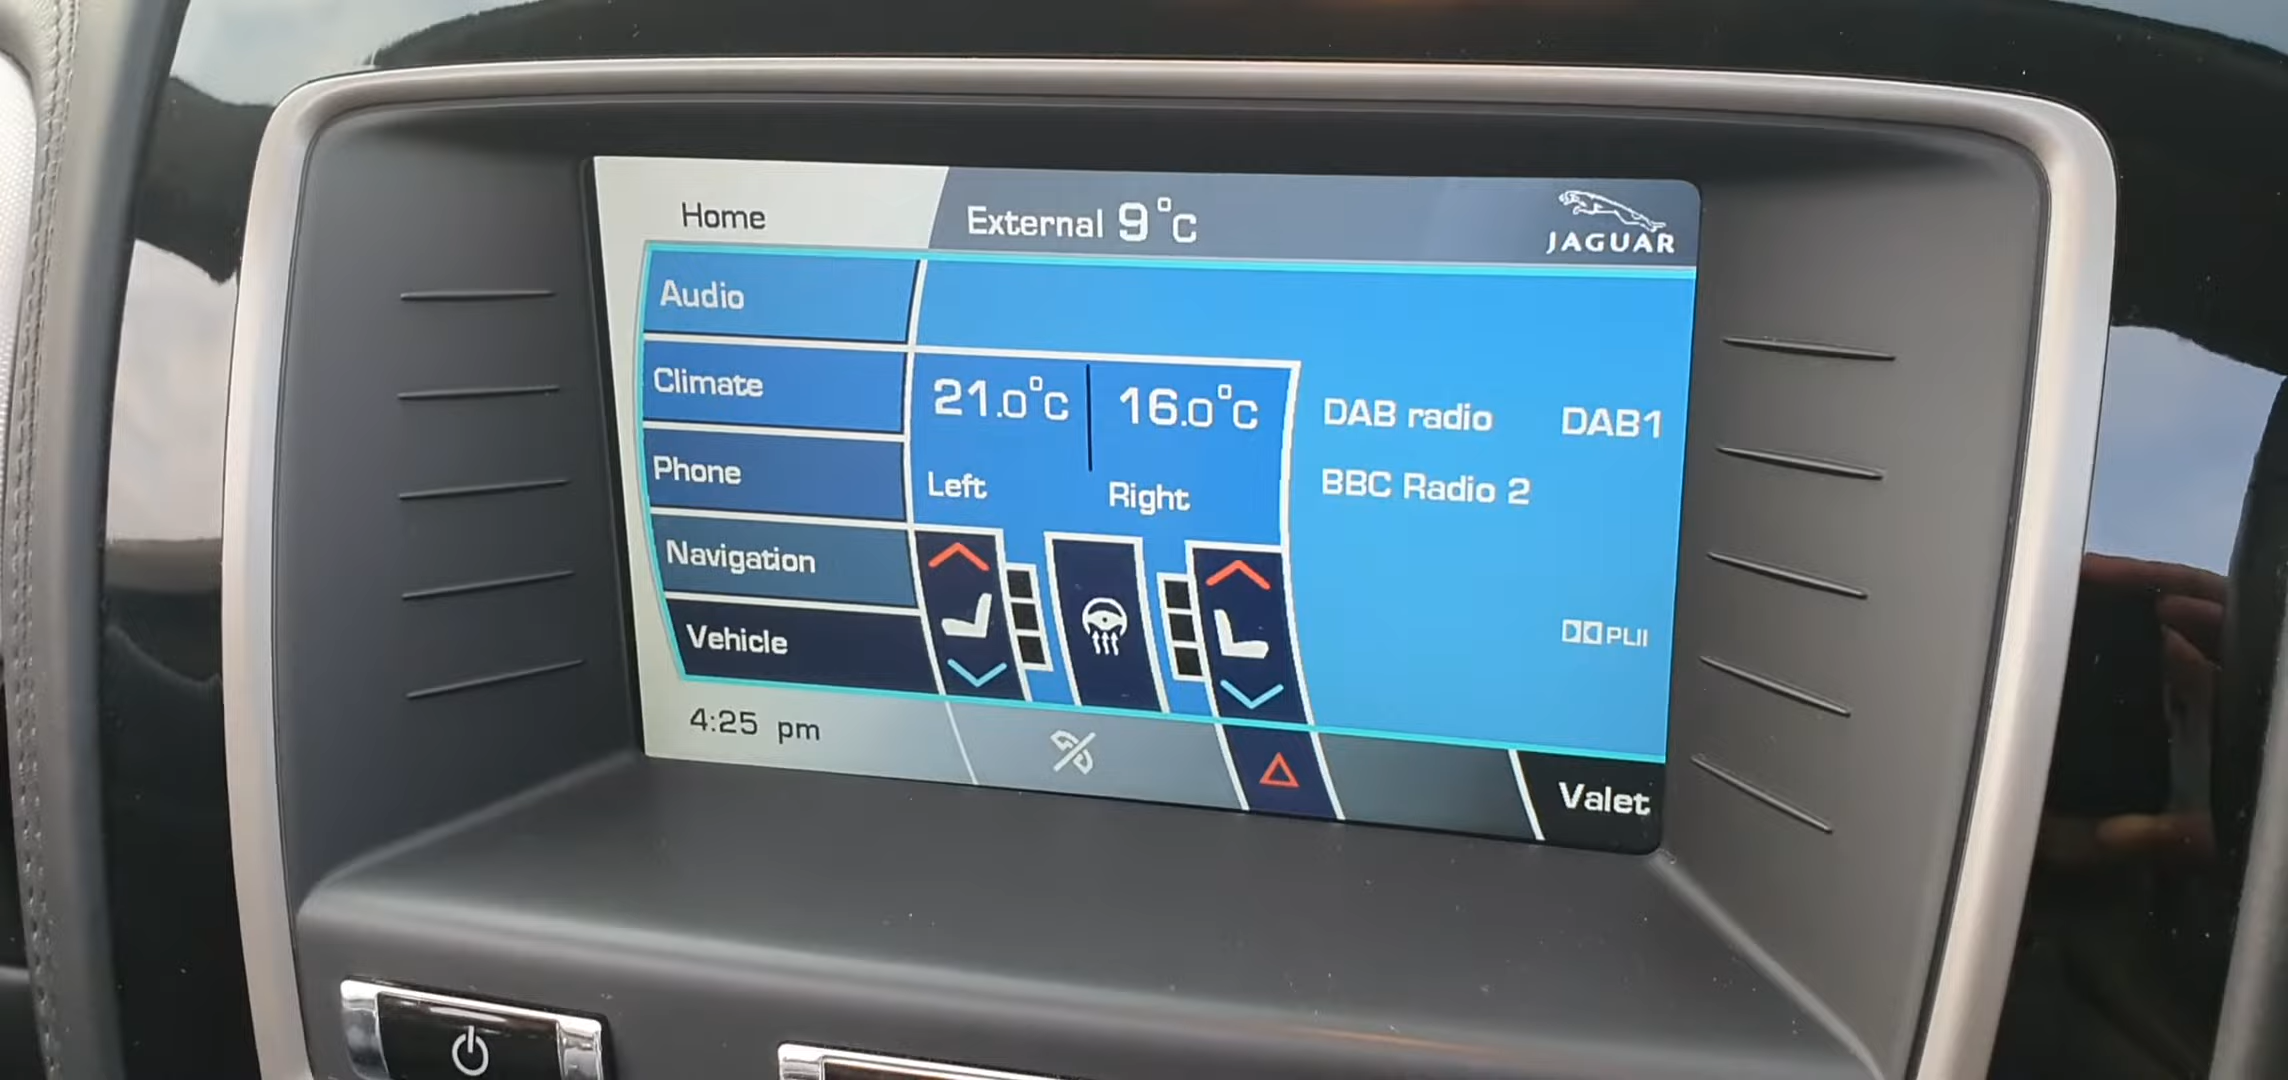 Home
External 9°c
JAGUAR
Audio
Climate
21.0°c
16.0°c
DAB radio
DAB1
Phone
Left
Right
BBC Radio 2
Navigation
Vehicle
PLII
4:25 pm
Valet